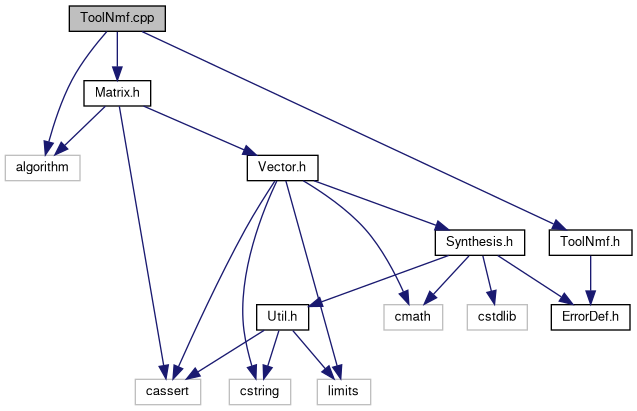 ToolNmf.cpp
Matrix.h
algorithm
Vector.h
Synthesis.h
ToolNmf.h
Util.h
cmath
cstdlib
ErrorDef.h
cassert
cstring
limits